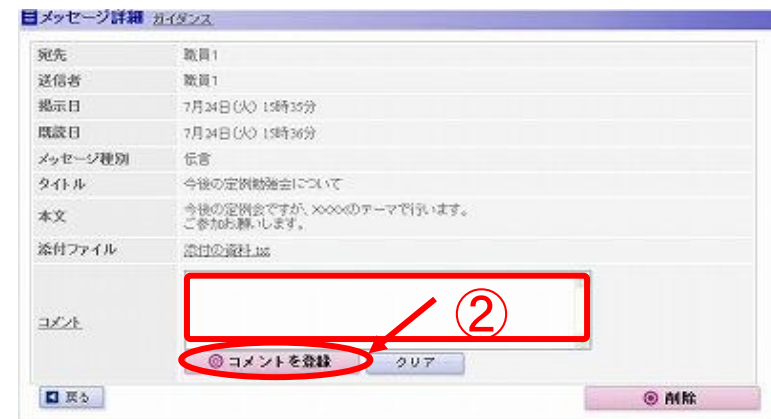 メッセージ詳細 ガイダンス
宛先 職員1
送信者 職員1
掲示日 7月24日(火) 15時35分
既読日 7月24日(火) 15時36分
メッセージ種別 伝言
タイトル 今後の定例勉強会について
本文 今後の定例会ですが、××××のテーマで行います。
ご参加お願いします。
添付ファイル 添付の資料.txt
コメント
②
コメントを登録 クリア
戻る 削除